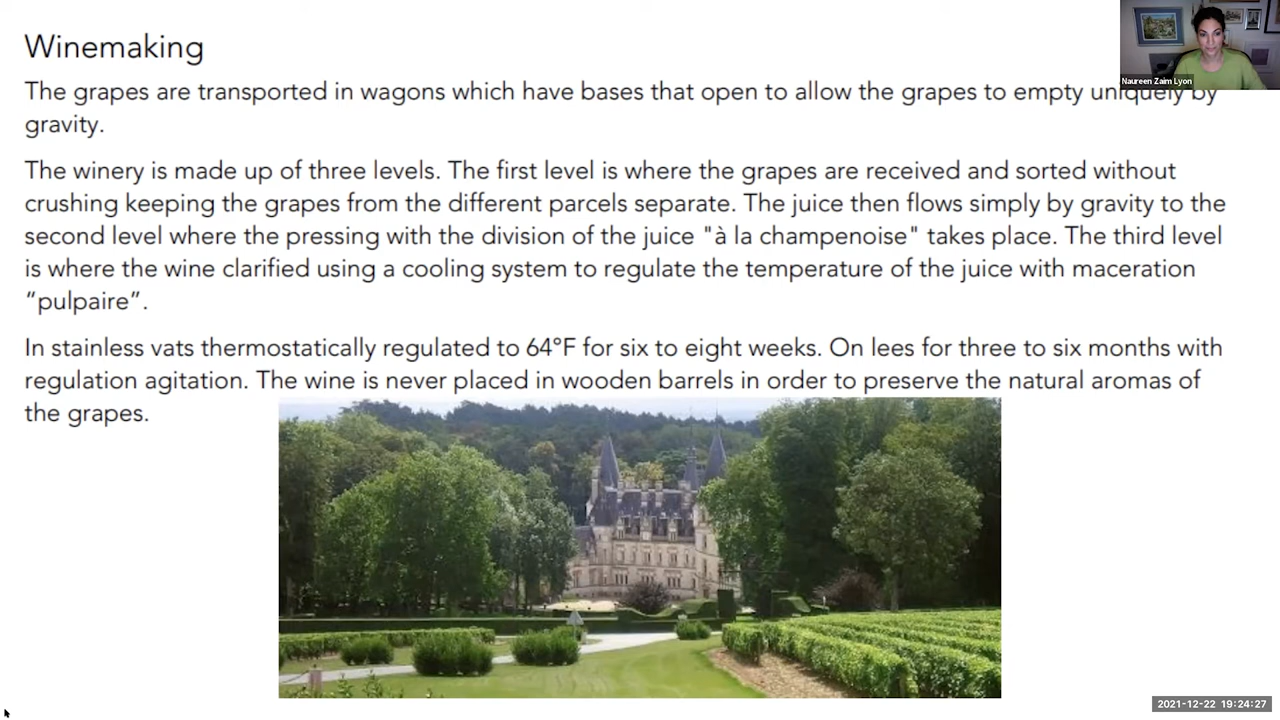 Winemaking
Naureen Zaim Lyon
The grapes are transported in wagons which have bases that open to allow the grapes to empty uniquely by
gravity.
The winery is made up of three levels. The first level is where the grapes are received and sorted without
crushing keeping the grapes from the different parcels separate. The juice then flows simply by gravity to the
second level where the pressing with the division of the juice "à la champenoise" takes place. The third level
is where the wine clarified using a cooling system to regulate the temperature of the juice with maceration
“pulpaire”.
In stainless vats thermostatically regulated to 64°F for six to eight weeks. On lees for three to six months with
regulation agitation. The wine is never placed in wooden barrels in order to preserve the natural aromas of
the grapes.
2021-12-22 19:24:27